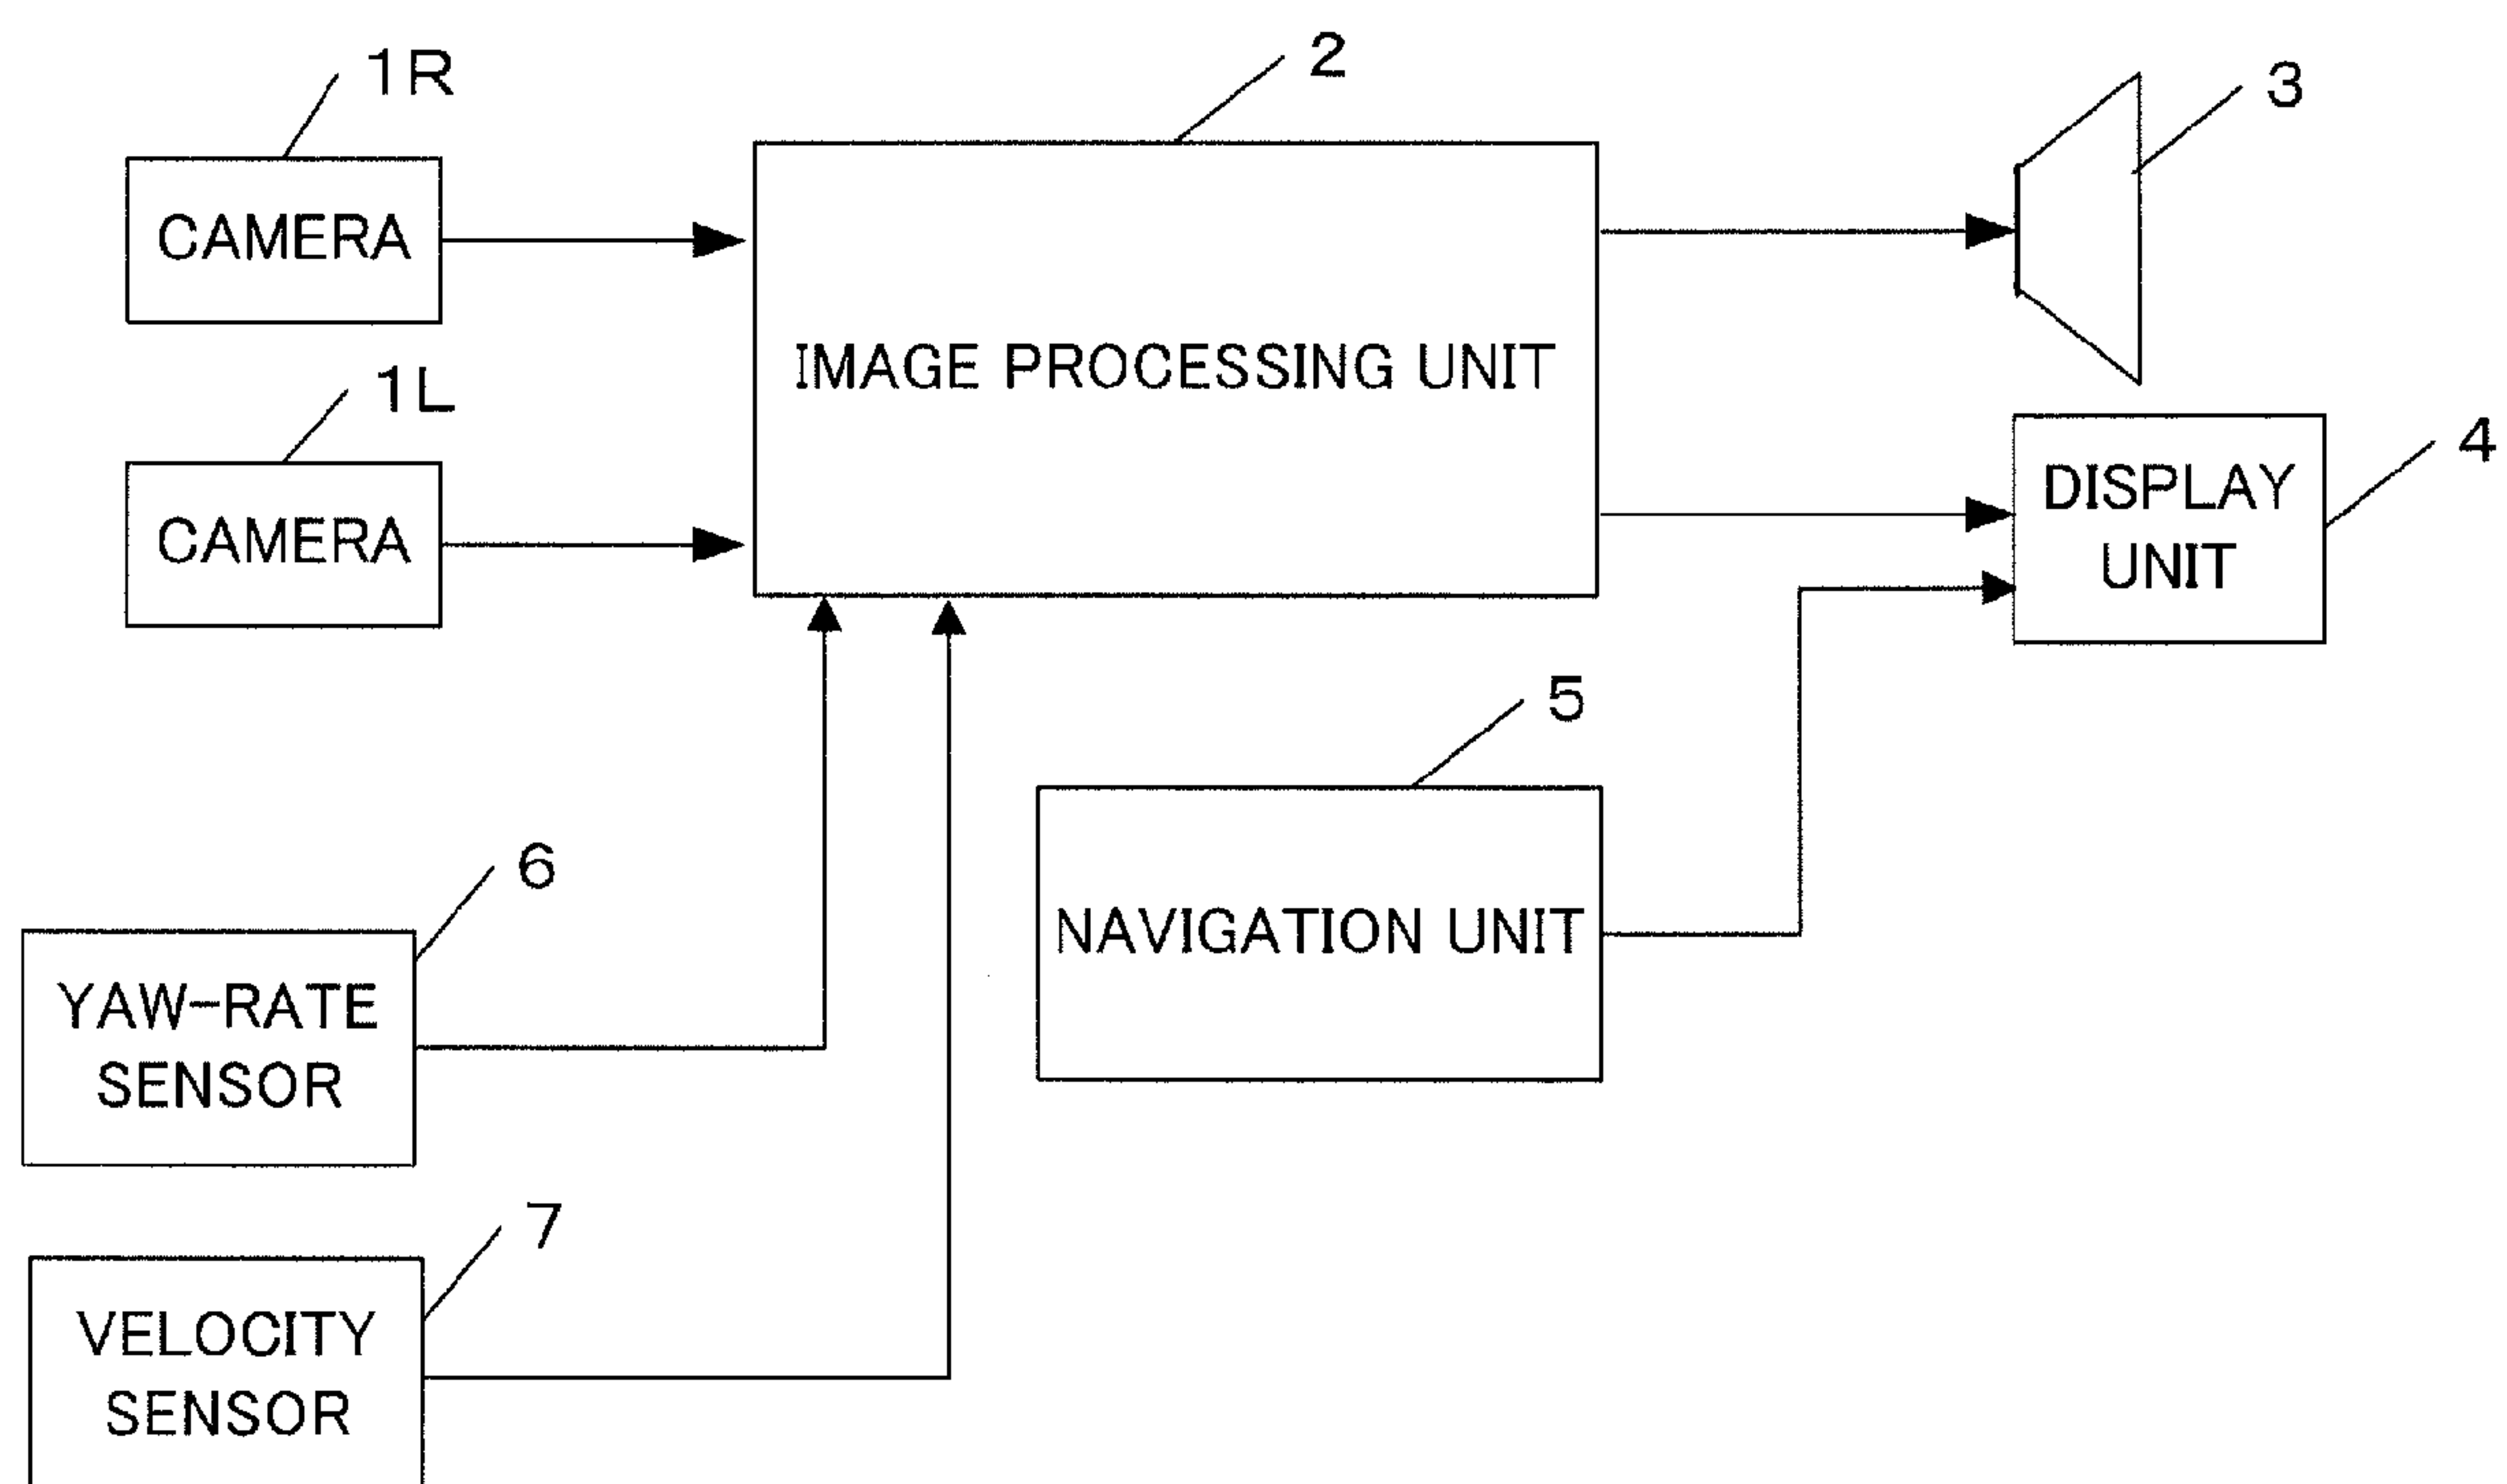 1R
2
3
CAMERA
IMAGE PROCESSING UNIT
1L
CAMERA
4
DISPLAY
UNIT
5
NAVIGATION UNIT
6
YAW-RATE
SENSOR
7
VELOCITY
SENSOR